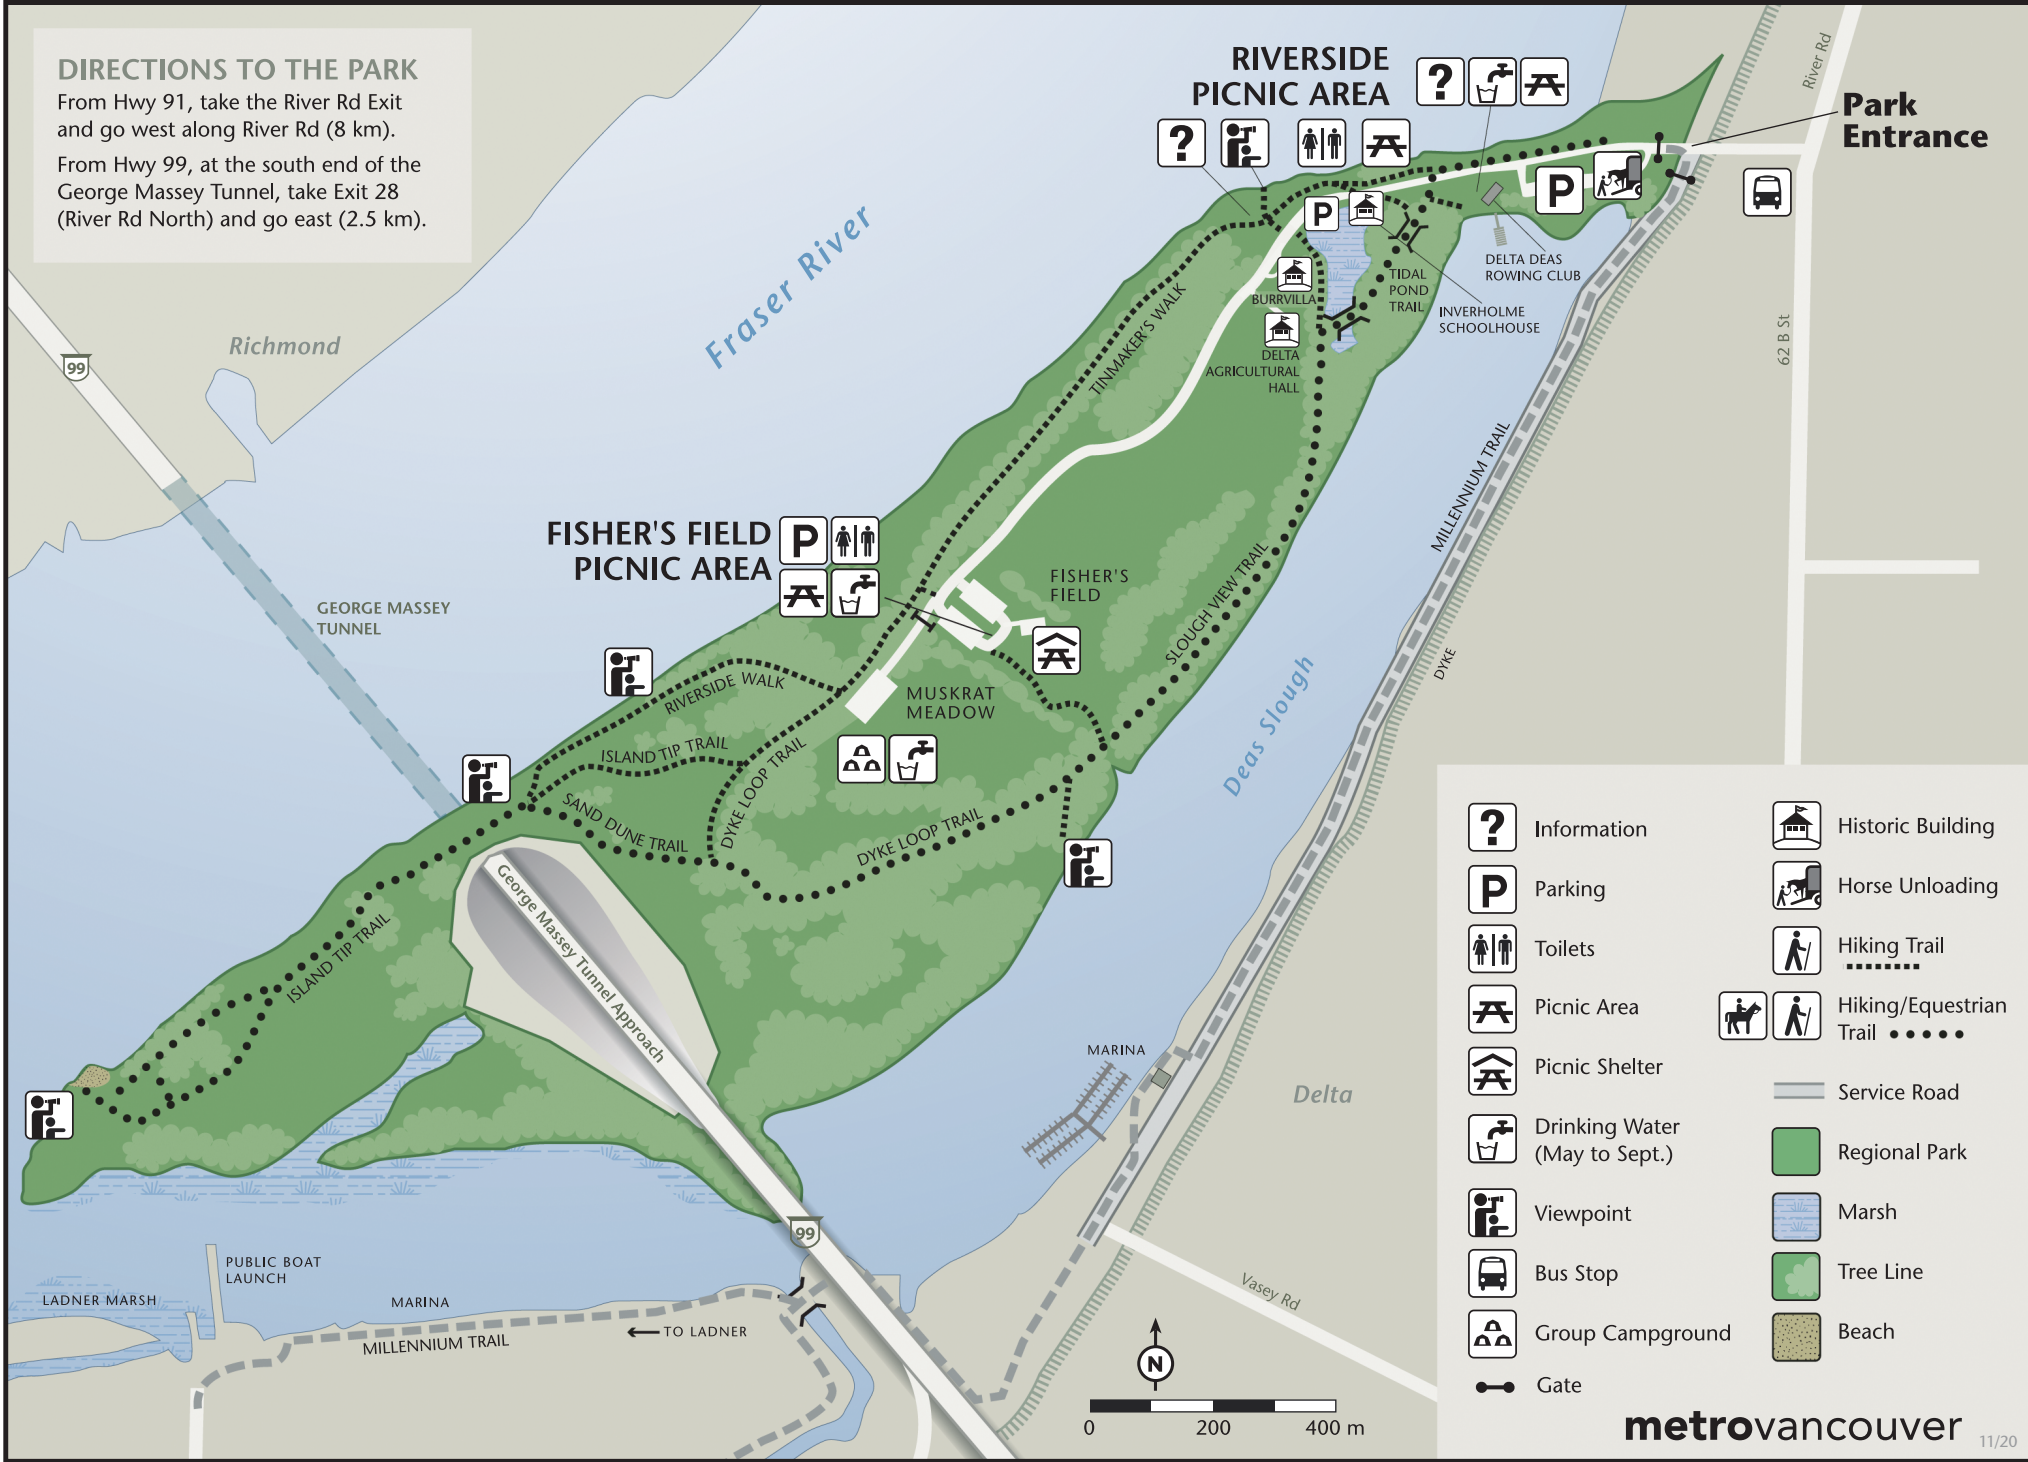 DIRECTIONS TO THE PARK
From Hwy 91, take the River Rd Exit
and go west along River Rd (8 km).
From Hwy 99, at the south end of the
George Massey Tunnel, take Exit 28
(River Rd North) and go east (2.5 km).
RIVERSIDE
PICNIC AREA
?
?
P
P
River Rd
Park
Entrance
Fraser River
Richmond
99
TINMAKER'S WALK
BURRVILLA
DELTA
AGRICULTURAL
HALL
TIDAL
POND
TRAIL
DELTA DEAS
ROWING CLUB
INVERHOLME
SCHOOLHOUSE
62 B St
MILLENNIUM TRAIL
FISHER'S FIELD
PICNIC AREA
P
FISHER'S
FIELD
SLOUGH VIEW TRAIL
GEORGE MASSEY
TUNNEL
RIVERSIDE WALK
MUSKRAT
MEADOW
DYKE
Deas Slough
ISLAND TIP TRAIL
DYKE LOOP TRAIL
SAND DUNE TRAIL
DYKE LOOP TRAIL
George Massey Tunnel Approach
ISLAND TIP TRAIL
MARINA
Delta
99
PUBLIC BOAT
LAUNCH
LADNER MARSH
MARINA
MILLENNIUM TRAIL
TO LADNER
Vasey Rd
N
0 200 400 m
? Information
P Parking
Toilets
Picnic Area
Picnic Shelter
Drinking Water
(May to Sept.)
Viewpoint
Bus Stop
Group Campground
Gate
Historic Building
Horse Unloading
Hiking Trail
Hiking/Equestrian
Trail
Service Road
Regional Park
Marsh
Tree Line
Beach
metrovancouver
11/20